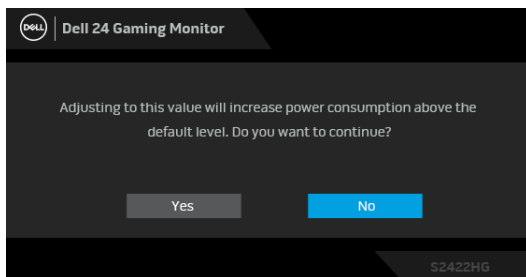 DELL
Dell 24 Gaming Monitor
Adjusting to this value will increase power consumption above the
default level. Do you want to continue?
Yes
No
S2422HG